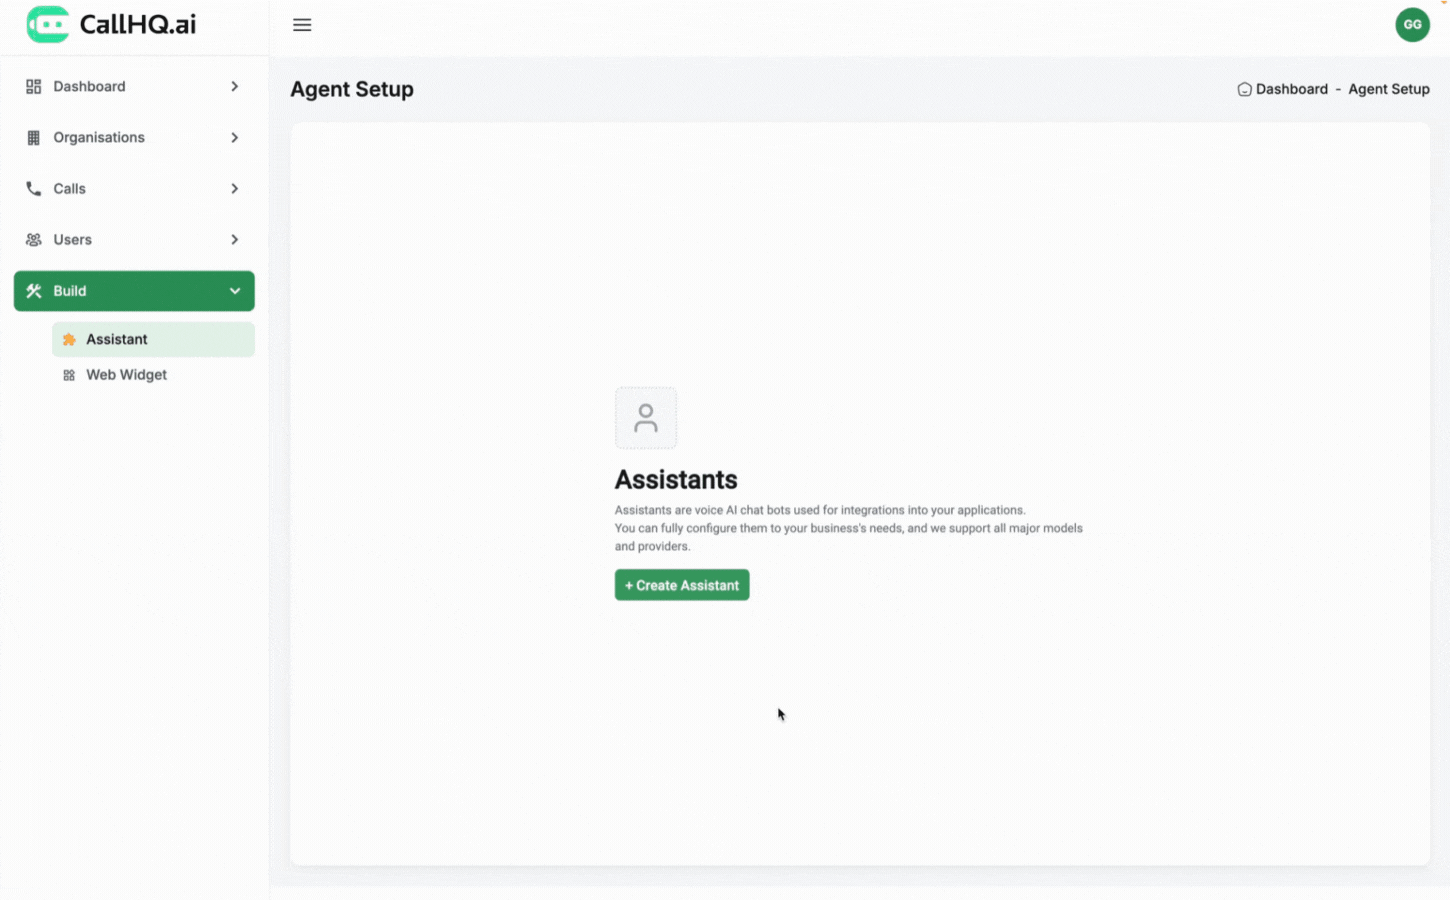 CallHQ.ai
GG
Dashboard
Organisations
Calls
Users
Build
Assistant
Web Widget
Agent Setup
Dashboard - Agent Setup
Assistants
Assistants are voice AI chat bots used for integrations into your applications.
You can fully configure them to your business's needs, and we support all major models
and providers.
+ Create Assistant